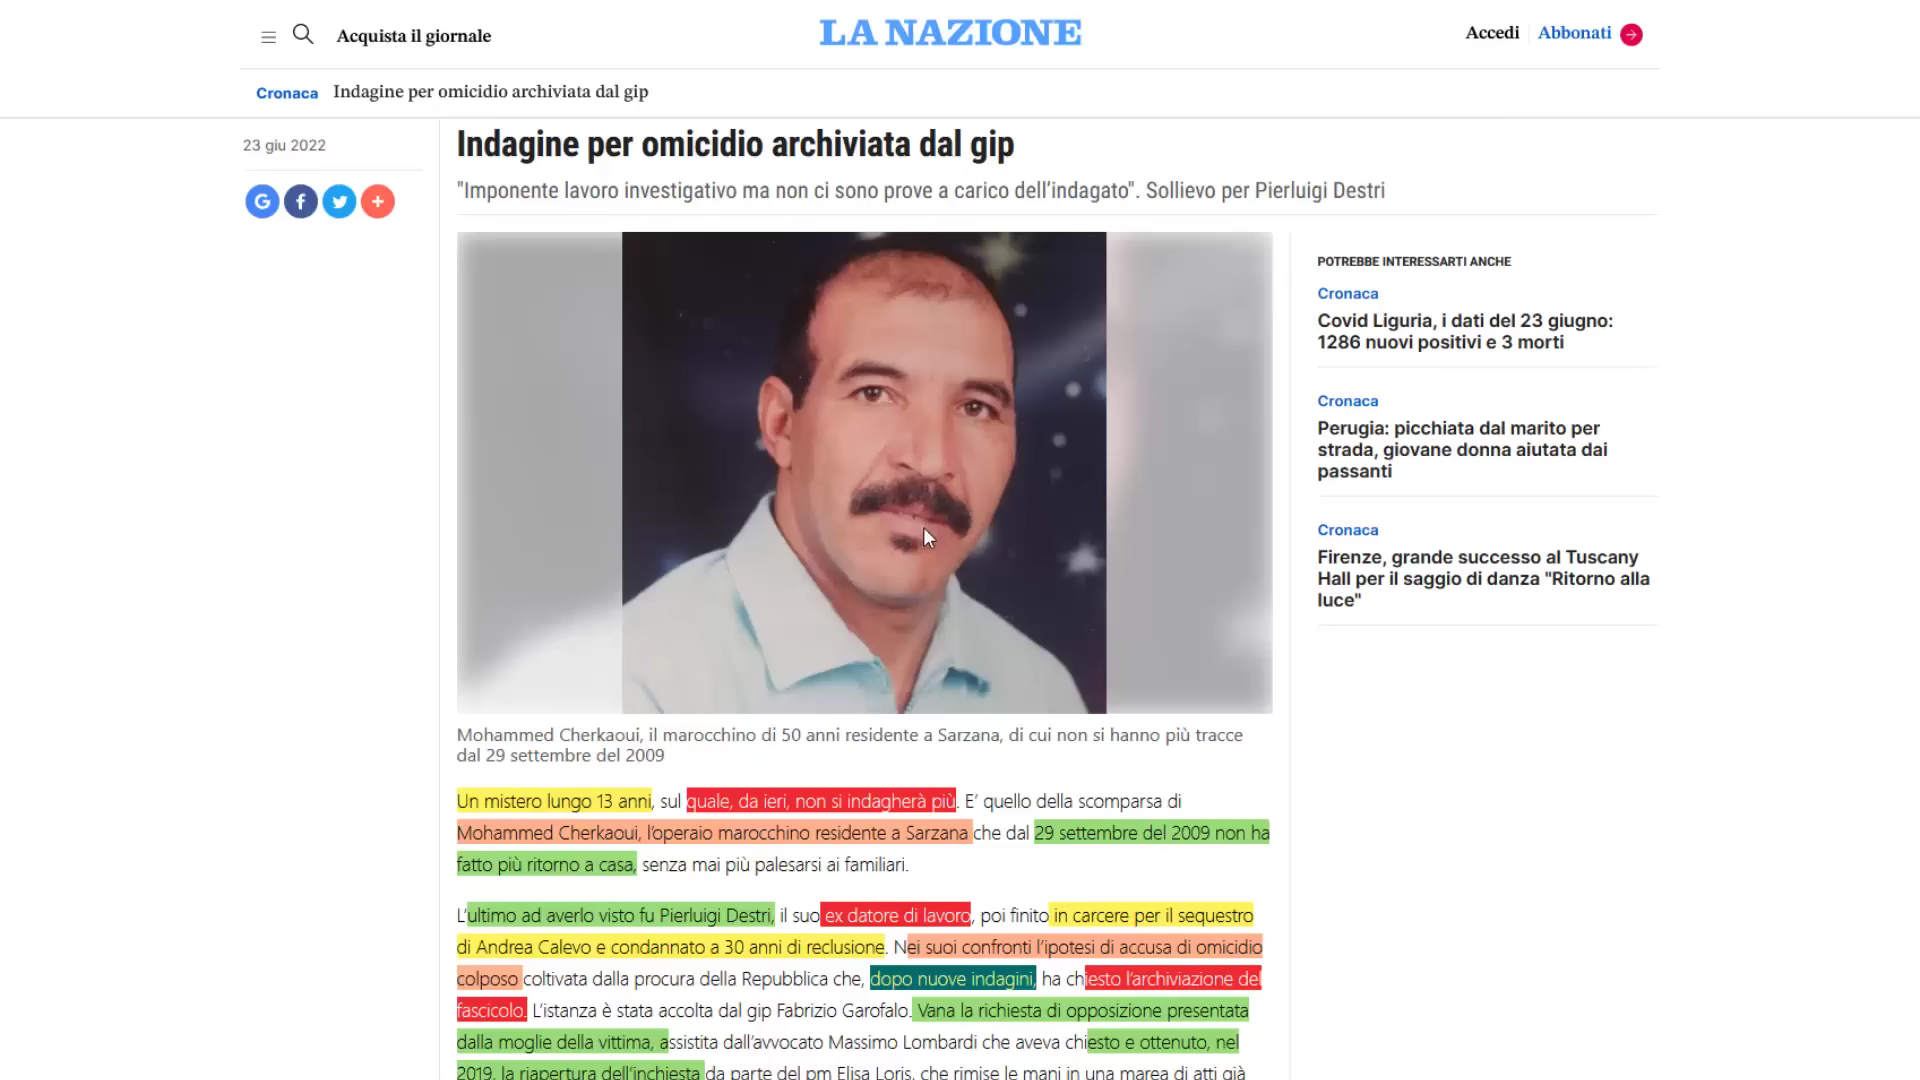 Acquista il giornale
LA NAZIONE
Accedi
Abbonati
Cronaca
Indagine per omicidio archiviata dal gip
23 giu 2022
Indagine per omicidio archiviata dal gip
"Imponente lavoro investigativo ma non ci sono prove a carico dell'indagato". Sollievo per Pierluigi Destri
Mohammed Cherkaoui, il marocchino di 50 anni residente a Sarzana, di cui non si hanno più tracce
dal 29 settembre del 2009
Un mistero lungo 13 anni, sul quale, da ieri, non si indagherà più. E' quello della scomparsa di
Mohammed Cherkaoui, l'operaio marocchino residente a Sarzana che dal 29 settembre del 2009 non ha
fatto più ritorno a casa, senza mai più palesarsi ai familiari.
L'ultimo ad averlo visto fu Pierluigi Destri, il suo ex datore di lavoro, poi finito in carcere per il sequestro
di Andrea Calevo e condannato a 30 anni di reclusione. Nei suoi confronti l'ipotesi di accusa di omicidio
colposo coltivata dalla procura della Repubblica che, dopo nuove indagini, ha chiesto l'archiviazione del
fascicolo. L'istanza è stata accolta dal gip Fabrizio Garofalo. Vana la richiesta di opposizione presentata
dalla moglie della vittima, assistita dall'avvocato Massimo Lombardi che aveva chiesto e ottenuto, nel
2019, la riapertura dell'inchiesta da parte del pm Elisa Loris, che rimise le mani in una marea di atti già
POTREBBE INTERESSARTI ANCHE
Cronaca
Covid Liguria, i dati del 23 giugno:
1286 nuovi positivi e 3 morti
Cronaca
Perugia: picchiata dal marito per
strada, giovane donna aiutata dai
passanti
Cronaca
Firenze, grande successo al Tuscany
Hall per il saggio di danza "Ritorno alla
luce"